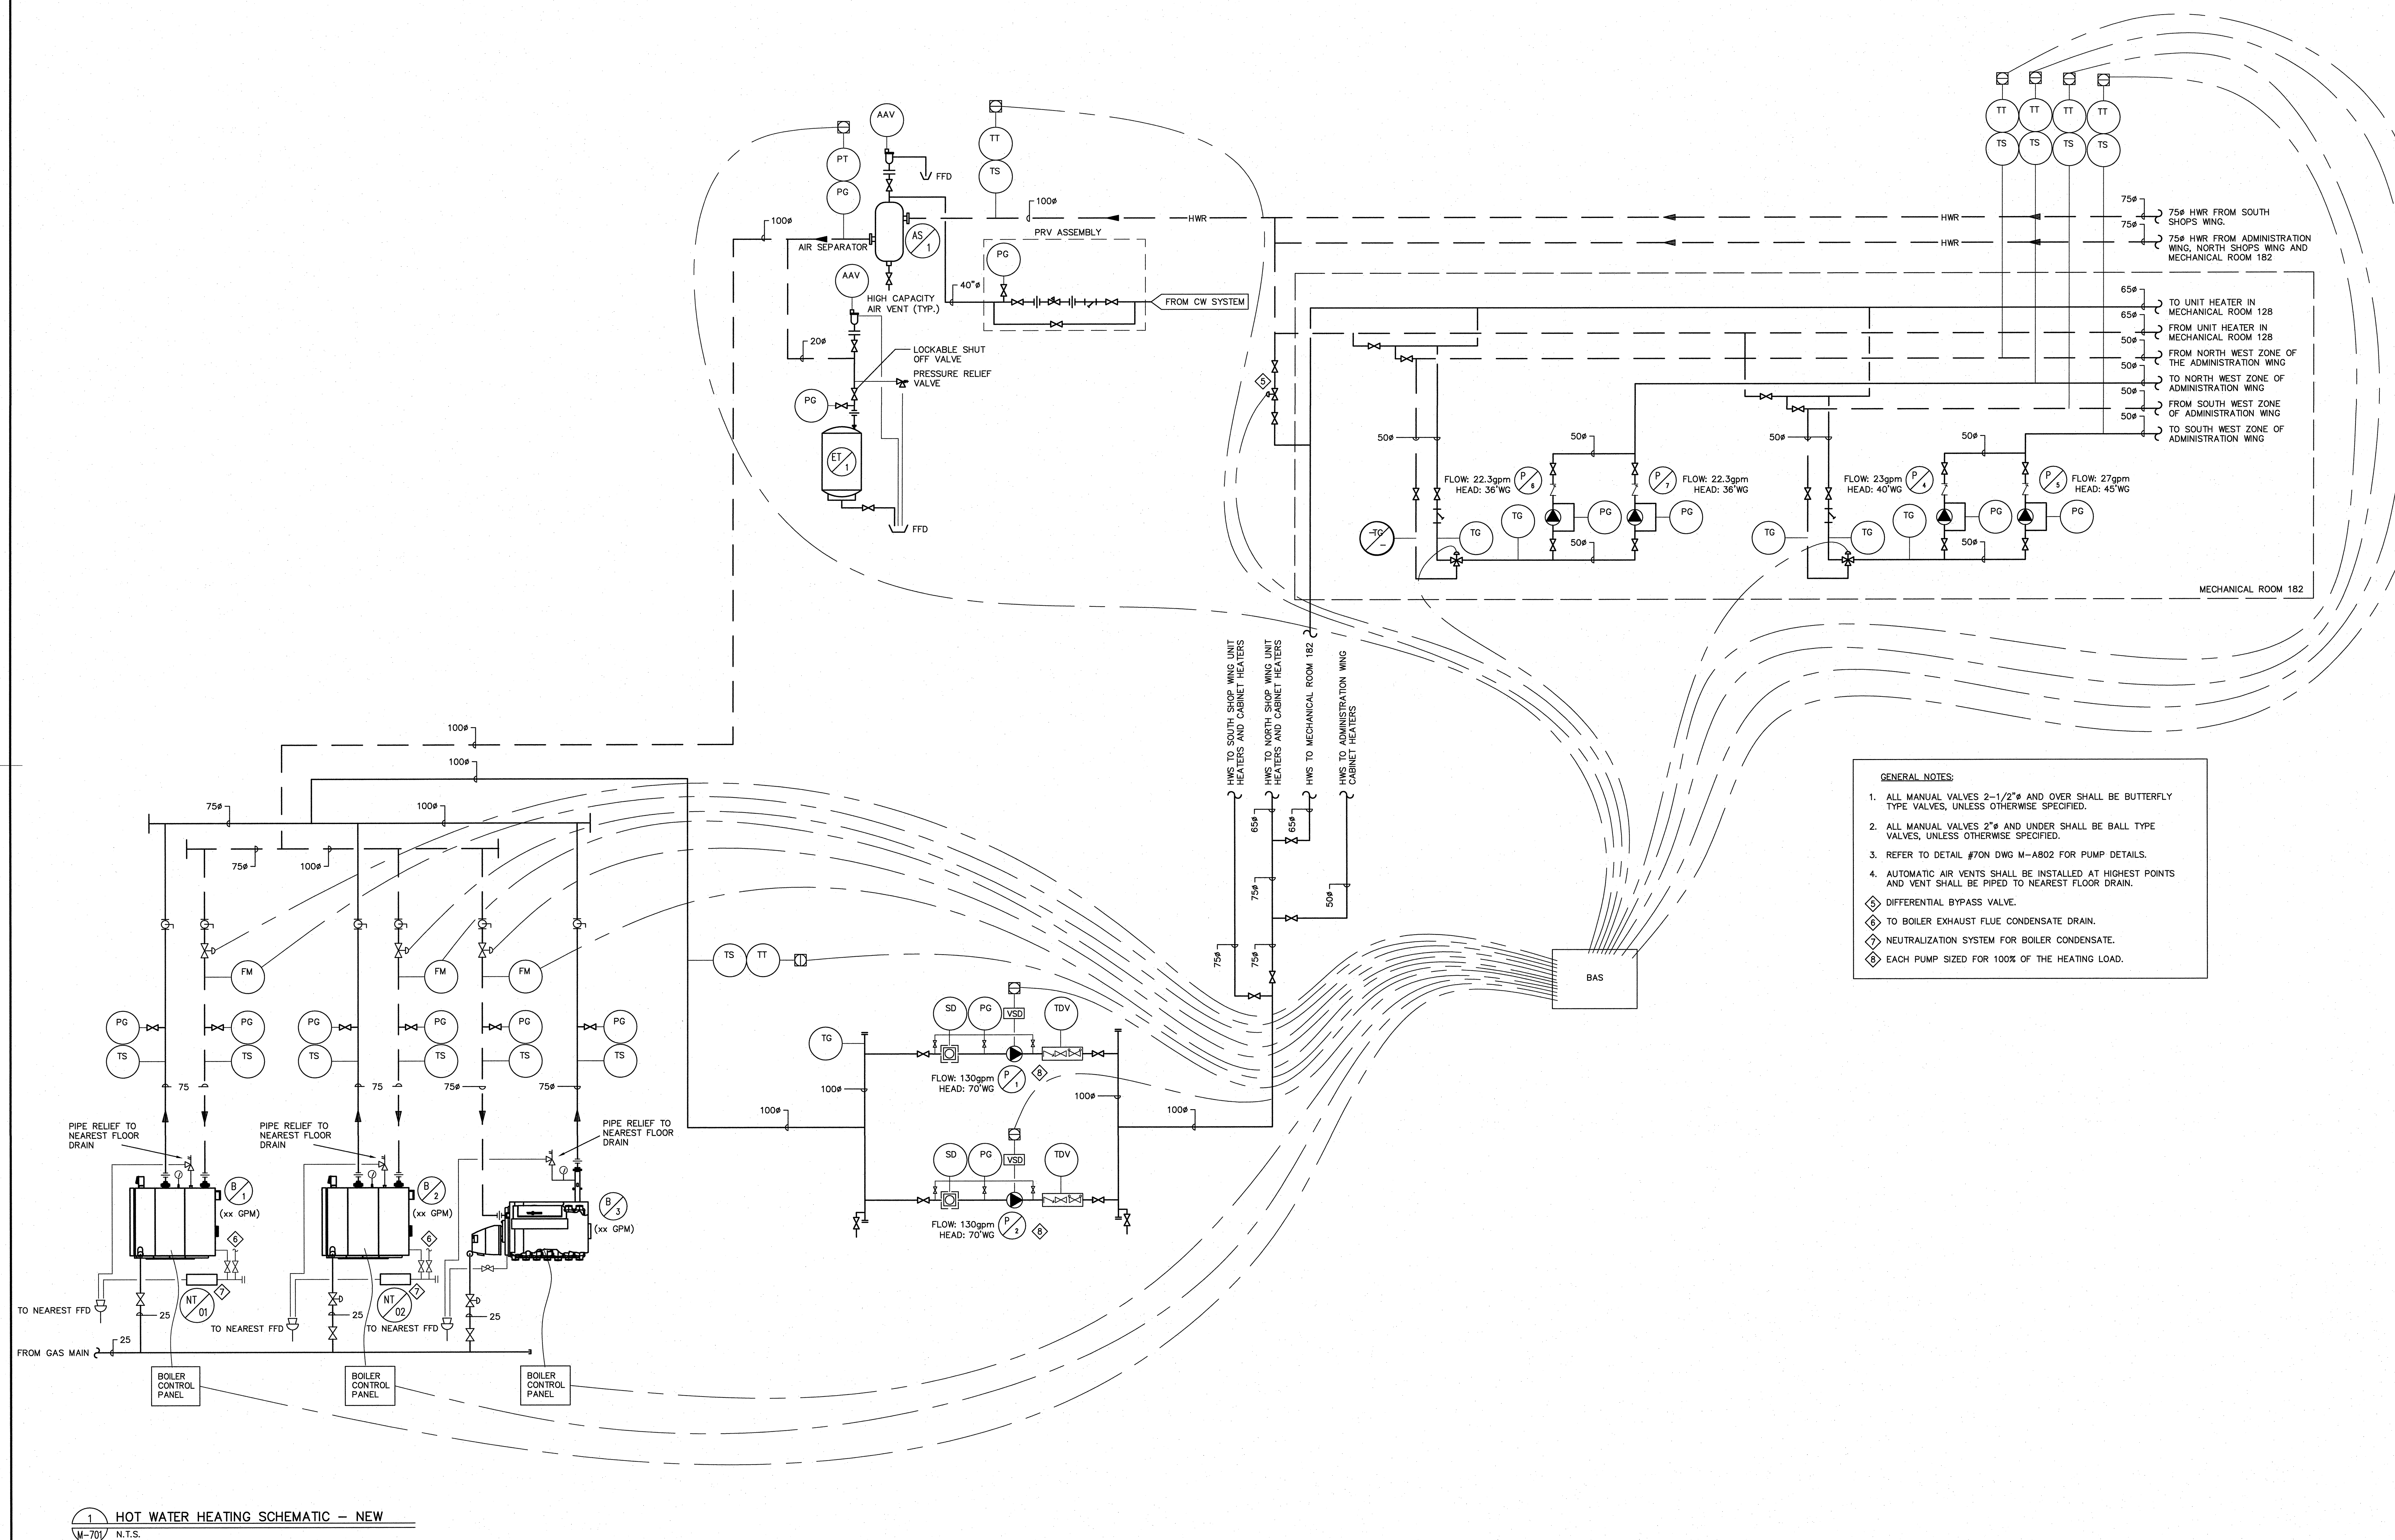 AAV
PT
PG
TT
TS
FFD
100ø
100ø
HWR
AIR SEPARATOR
AS
1
PRV ASSEMBLY
PG
AAV
HIGH CAPACITY
AIR VENT (TYP.)
40"ø
FROM CW SYSTEM
20ø
LOCKABLE SHUT
OFF VALVE
PRESSURE RELIEF
VALVE
PG
ET
1
FFD
TT
TT
TT
TT
TS
TS
TS
TS
HWR
HWR
75ø
75ø HWR FROM SOUTH
SHOPS WING.
75ø
75ø HWR FROM ADMINISTRATION
WING, NORTH SHOPS WING AND
MECHANICAL ROOM 182
65ø
TO UNIT HEATER IN
MECHANICAL ROOM 128
65ø
FROM UNIT HEATER IN
MECHANICAL ROOM 128
50ø
FROM NORTH WEST ZONE OF
THE ADMINISTRATION WING
50ø
TO NORTH WEST ZONE OF
ADMINISTRATION WING
50ø
FROM SOUTH WEST ZONE
OF ADMINISTRATION WING
50ø
TO SOUTH WEST ZONE OF
ADMINISTRATION WING
5
50ø
50ø
FLOW: 22.3gpm
HEAD: 36'WG
P
6
P
7
FLOW: 22.3gpm
HEAD: 36'WG
-TG
-
TG
TG
PG
PG
50ø
50ø
50ø
FLOW: 23gpm
HEAD: 40'WG
P
4
P
5
FLOW: 27gpm
HEAD: 45'WG
TG
TG
TG
PG
PG
50ø
MECHANICAL ROOM 182
HWS TO SOUTH SHOP WING UNIT
HEATERS AND CABINET HEATERS
HWS TO NORTH SHOP WING UNIT
HEATERS AND CABINET HEATERS
HWS TO MECHANICAL ROOM 182
HWS TO ADMINISTRATION WING
CABINET HEATERS
65ø
65ø
75ø
50ø
75ø
75ø
100ø
100ø
75ø
100ø
75ø
100ø
FM
FM
FM
PG
PG
PG
PG
PG
PG
TS
TS
TS
TS
TS
TS
75
75
75ø
75ø
PIPE RELIEF TO
NEAREST FLOOR
DRAIN
PIPE RELIEF TO
NEAREST FLOOR
DRAIN
PIPE RELIEF TO
NEAREST FLOOR
DRAIN
B
1
(xx GPM)
B
2
(xx GPM)
B
3
(xx GPM)
6
6
7
7
NT
01
NT
02
TO NEAREST FFD
TO NEAREST FFD
TO NEAREST FFD
25
25
25
25
FROM GAS MAIN
BOILER
CONTROL
PANEL
BOILER
CONTROL
PANEL
BOILER
CONTROL
PANEL
TS
TT
TG
SD
PG
VSD
TDV
FLOW: 130gpm
HEAD: 70'WG
P
1
8
100ø
100ø
100ø
100ø
SD
PG
VSD
TDV
FLOW: 130gpm
HEAD: 70'WG
P
2
8
BAS
GENERAL NOTES:
1. ALL MANUAL VALVES 2-1/2"ø AND OVER SHALL BE BUTTERFLY
TYPE VALVES, UNLESS OTHERWISE SPECIFIED.
2. ALL MANUAL VALVES 2"ø AND UNDER SHALL BE BALL TYPE
VALVES, UNLESS OTHERWISE SPECIFIED.
3. REFER TO DETAIL #7ON DWG M-A802 FOR PUMP DETAILS.
4. AUTOMATIC AIR VENTS SHALL BE INSTALLED AT HIGHEST POINTS
AND VENT SHALL BE PIPED TO NEAREST FLOOR DRAIN.
5 DIFFERENTIAL BYPASS VALVE.
6 TO BOILER EXHAUST FLUE CONDENSATE DRAIN.
7 NEUTRALIZATION SYSTEM FOR BOILER CONDENSATE.
8 EACH PUMP SIZED FOR 100% OF THE HEATING LOAD.
1 HOT WATER HEATING SCHEMATIC - NEW
M-701 N.T.S.